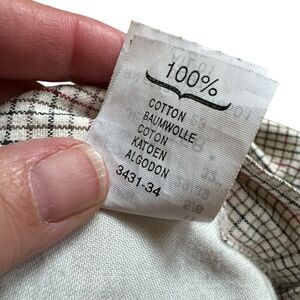 100%
COTTON
BAUMWOLLE
COTON
KATOEN
ALGODON
3431-34